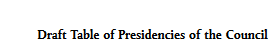 Draft Table of Presidencies of the Council